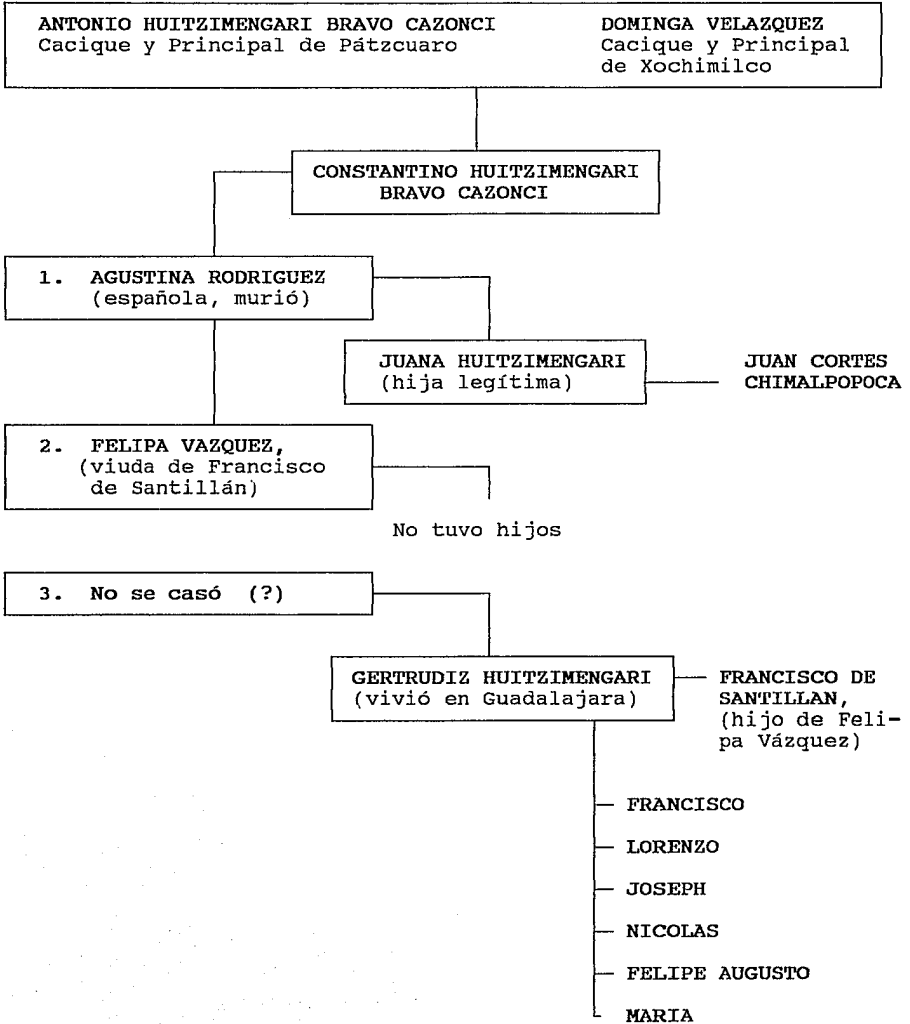 ANTONIO HUITZIMENGARI BRAVO CAZONCI
Cacique y Principal de Pátzcuaro
DOMINGA VELAZQUEZ
Cacique y Principal
de Xochimilco
CONSTANTINO HUITZIMENGARI
BRAVO CAZONCI
1. AGUSTINA RODRIGUEZ
(española, murió)
JUANA HUITZIMENGARI
(hija legítima)
JUAN CORTES
CHIMALPOPOCA
2. FELIPA VAZQUEZ,
(viuda de Francisco
de Santillán)
No tuvo hijos
3. No se casó (?)
GERTRUDIZ HUITZIMENGARI
(vivió en Guadalajara)
FRANCISCO DE
SANTILLAN,
(hijo de Feli-
pa Vázquez)
FRANCISCO
LORENZO
JOSEPH
NICOLAS
FELIPE AUGUSTO
MARIA